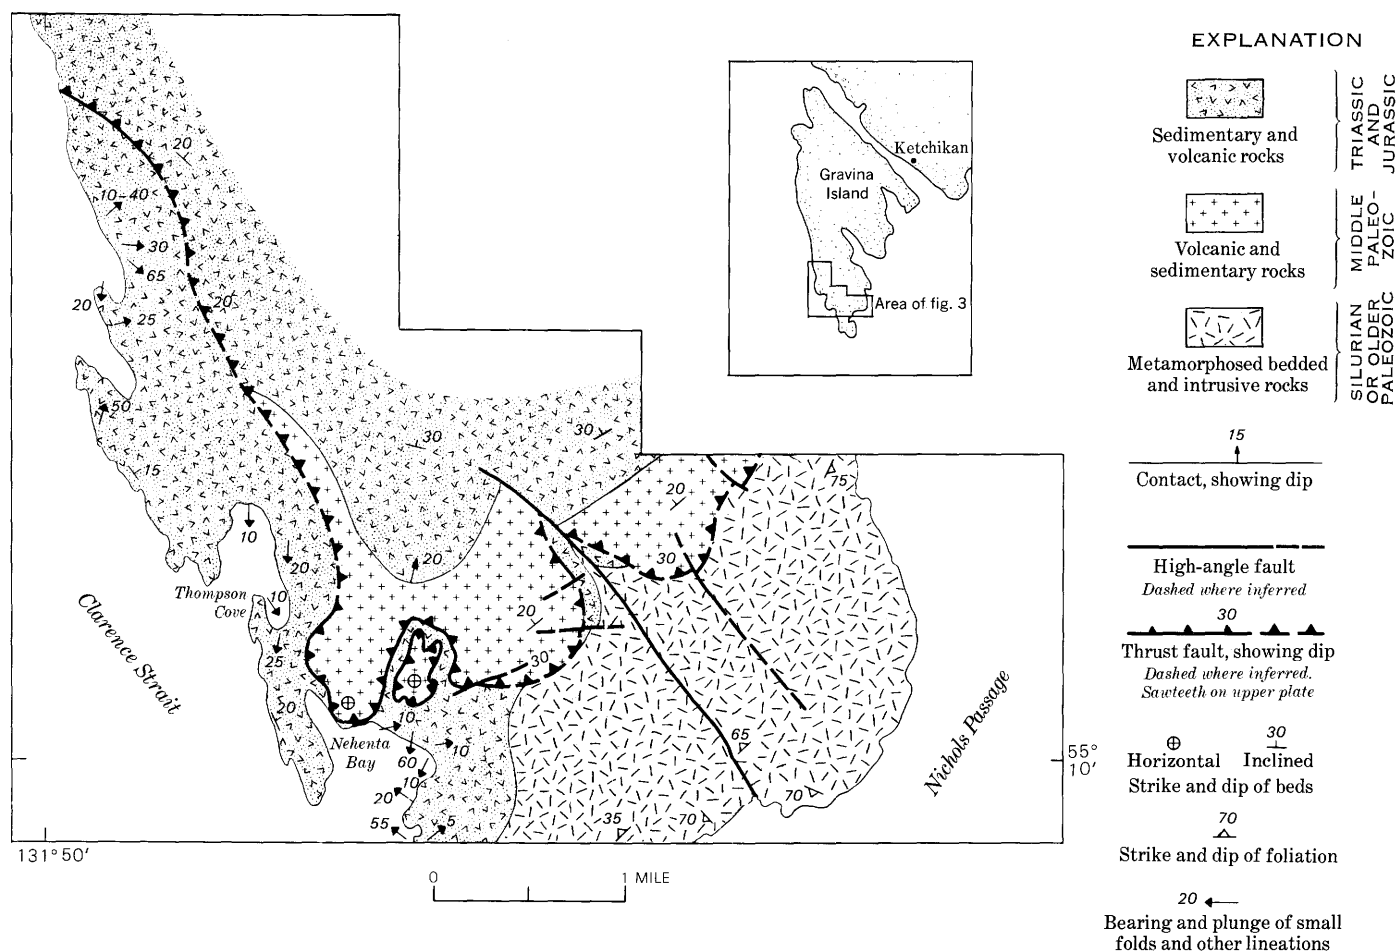 EXPLANATION
Sedimentary and
volcanic rocks
TRIASSIC
AND
JURASSIC
Volcanic and
sedimentary rocks
MIDDLE
PALEO-
ZOIC
Metamorphosed bedded
and intrusive rocks
SILURIAN
OR OLDER
PALEOZOIC
15
Contact, showing dip
High-angle fault
Dashed where inferred
30
Thrust fault, showing dip
Dashed where inferred.
Sawteeth on upper plate
30
Horizontal Inclined
Strike and dip of beds
70
Strike and dip of foliation
20
Bearing and plunge of small
folds and other lineations
Ketchikan
Gravina
Island
Area of fig. 3
20
10-40
30
65
20
25
20
50
15
30
30
20
75
10
20
20
30
Thompson
Cove
10
20
25
30
Clarence Strait
20
10
Nehenta
Bay
10
60
10
20
55
5
65
70
35
70
Nichols Passage
55°
10′
131°50′
0
1 MILE